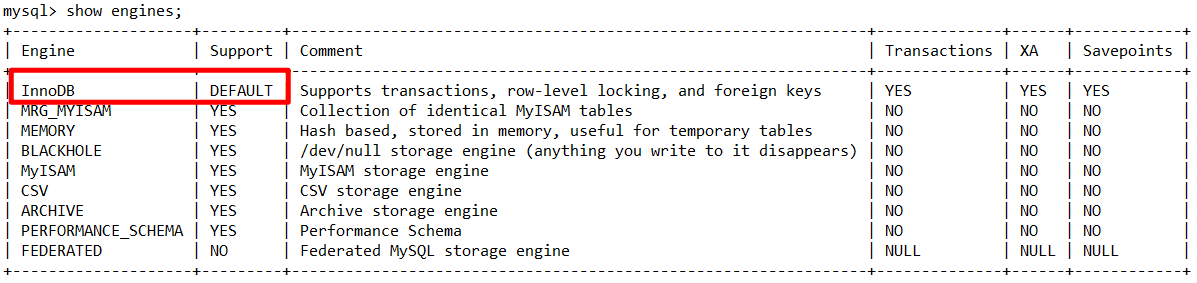 mysql> show engines;
+--------------------+---------+----------------------------------------------------------------+--------------+------+------------+
| Engine             | Support | Comment                                                        | Transactions | XA   | Savepoints |
+--------------------+---------+----------------------------------------------------------------+--------------+------+------------+
| InnoDB             | DEFAULT | Supports transactions, row-level locking, and foreign keys     | YES          | YES  | YES        |
| MRG_MYISAM         | YES     | Collection of identical MyISAM tables                          | NO           | NO   | NO         |
| MEMORY             | YES     | Hash based, stored in memory, useful for temporary tables      | NO           | NO   | NO         |
| BLACKHOLE          | YES     | /dev/null storage engine (anything you write to it disappears) | NO           | NO   | NO         |
| MyISAM             | YES     | MyISAM storage engine                                          | NO           | NO   | NO         |
| CSV                | YES     | CSV storage engine                                             | NO           | NO   | NO         |
| ARCHIVE            | YES     | Archive storage engine                                         | NO           | NO   | NO         |
| PERFORMANCE_SCHEMA | YES     | Performance Schema                                             | NO           | NO   | NO         |
| FEDERATED          | NO      | Federated MySQL storage engine                                 | NULL         | NULL | NULL       |
+--------------------+---------+----------------------------------------------------------------+--------------+------+------------+